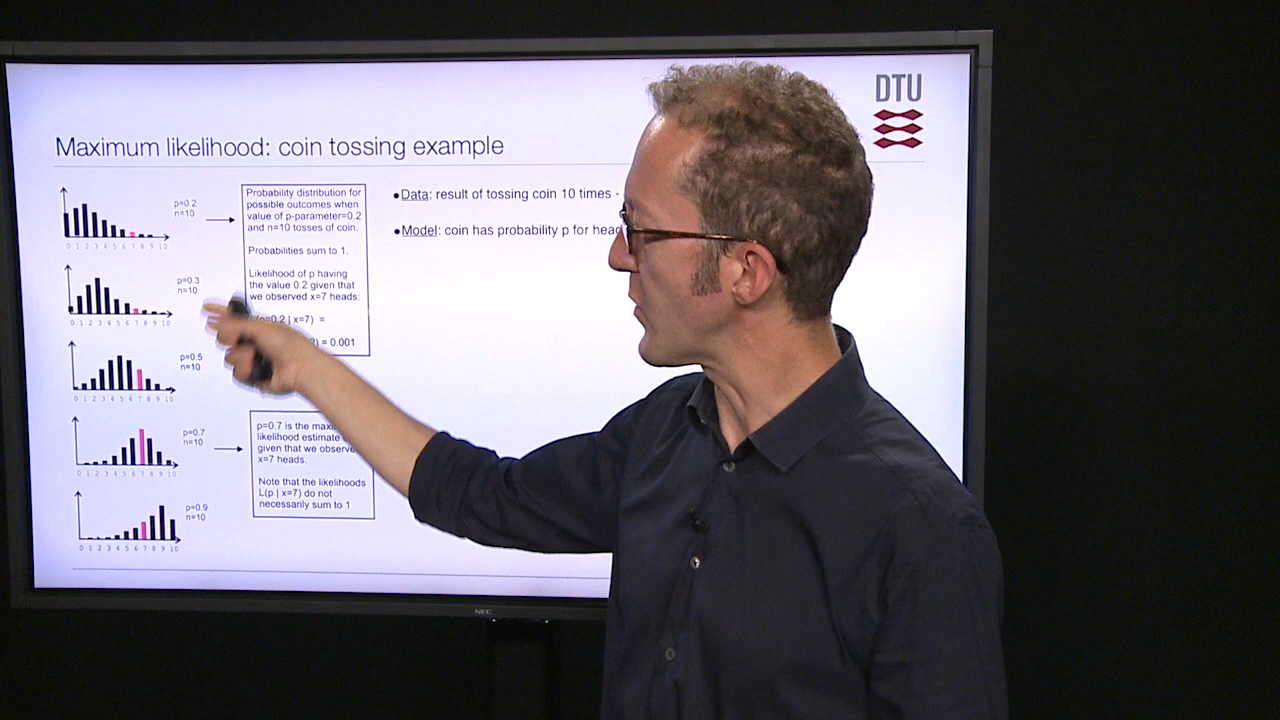 DTU
Maximum likelihood: coin tossing example
p=0.2
n=10
0 1 2 3 4 5 6 7 8 9 10
p=0.3
n=10
0 1 2 3 4 5 6 7 8 9 10
p=0.5
n=10
0 1 2 3 4 5 6 7 8 9 10
p=0.7
n=10
0 1 2 3 4 5 6 7 8 9 10
p=0.9
n=10
0 1 2 3 4 5 6 7 8 9 10
Probability distribution for
possible outcomes when
value of p-parameter=0.2
and n=10 tosses of coin.
Probabilities sum to 1.
Likelihood of p having
the value 0.2 given that
we observed x=7 heads:
(p=0.2 | x=7) =
2) = 0.001
p=0.7 is the
likelihood estimate
given that we
x=7 heads.
Note that the likelihoods
L(p | x=7) do not
necessarily sum to 1
•Data: result of tossing coin 10 times -
•Model: coin has probability p for
NEC